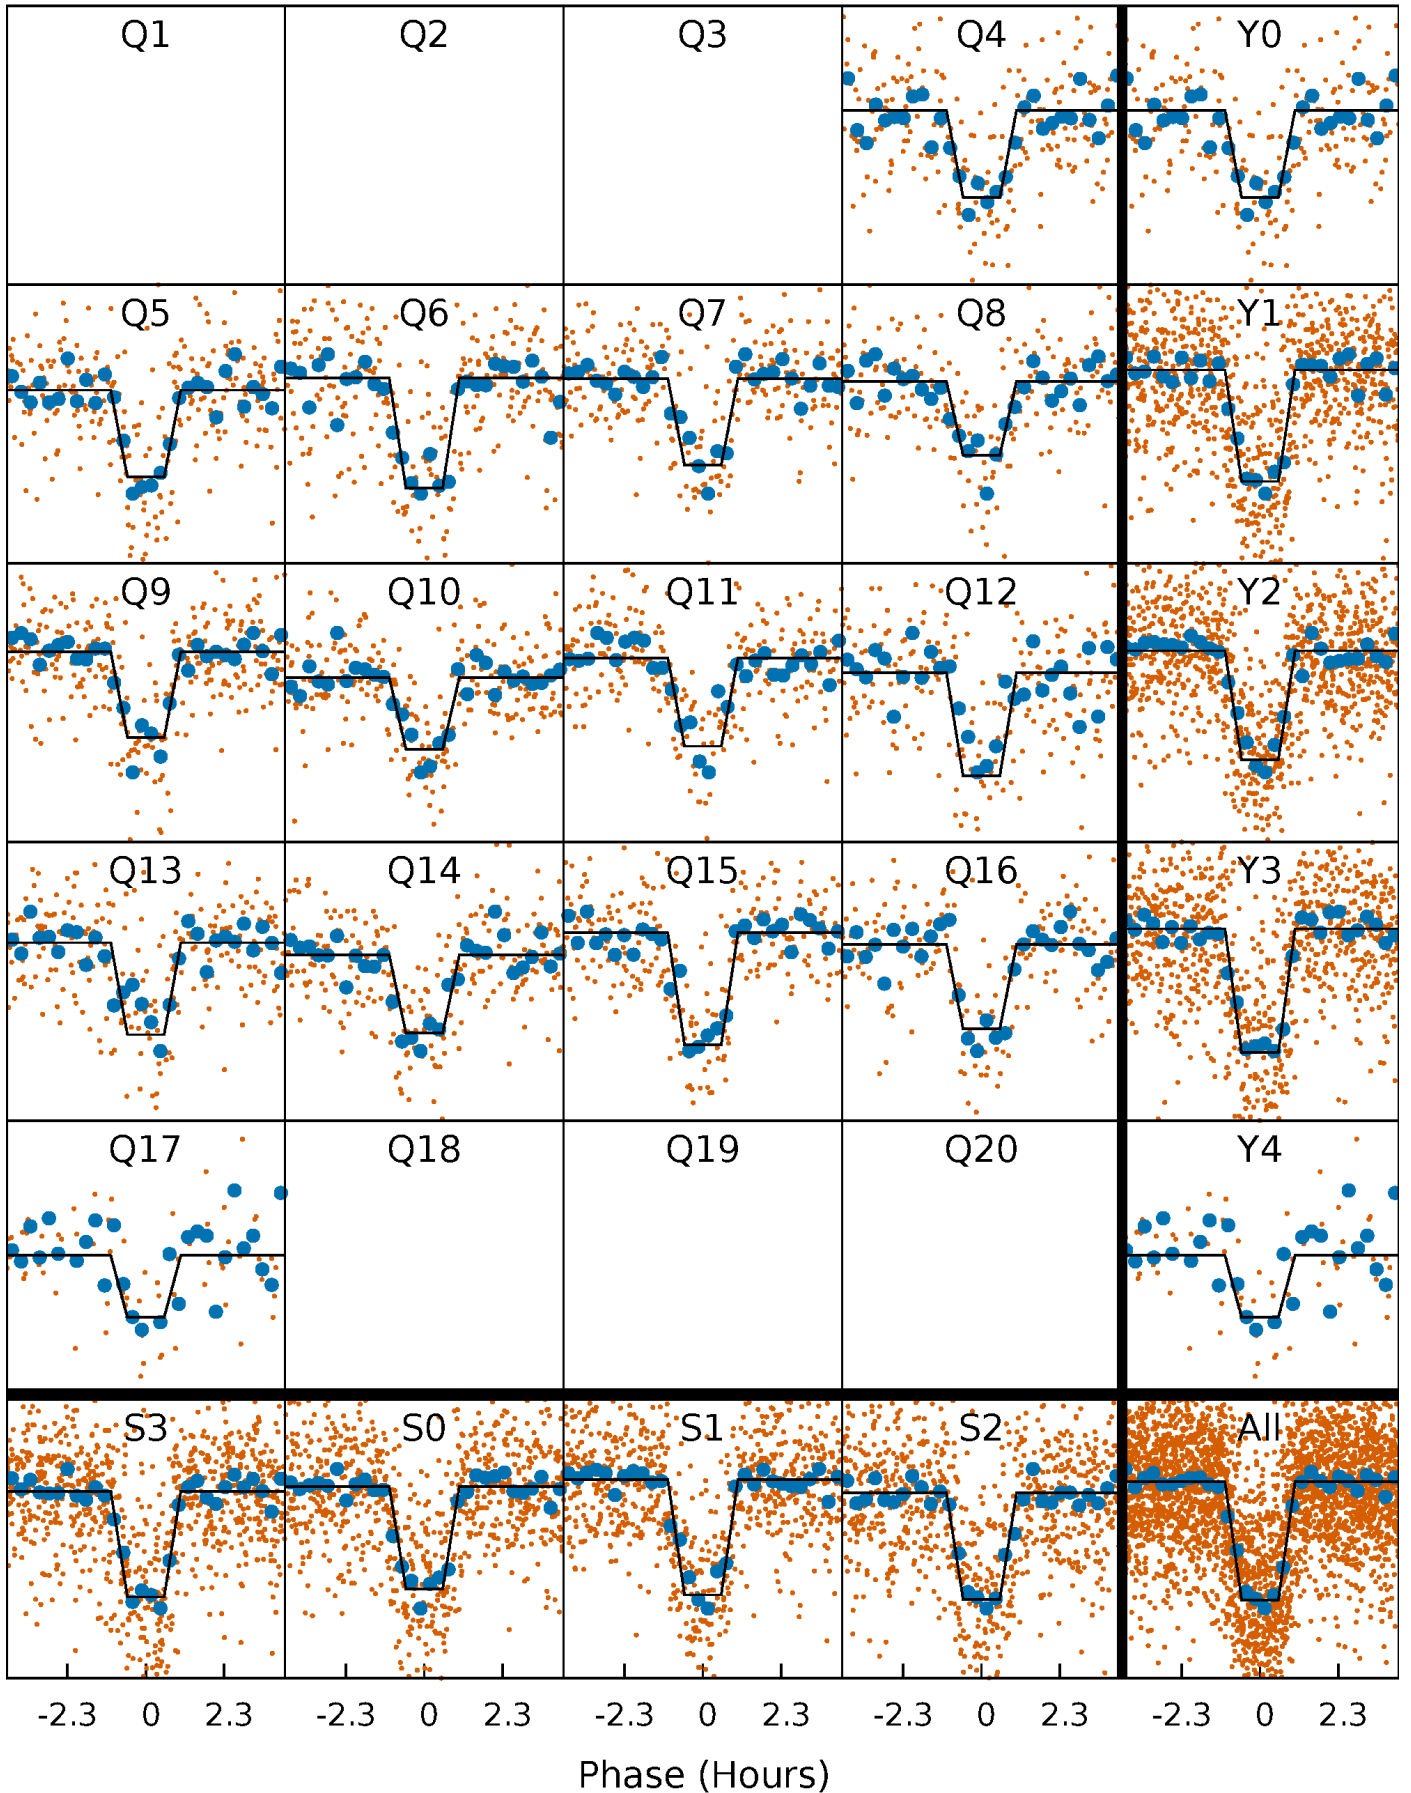 Q1 Q2 Q3 Q4 Y0
Q5 Q6 Q7 Q8 Y1
Q9 Q10 Q11 Q12 Y2
Q13 Q14 Q15 Q16 Y3
Q17 Q18 Q19 Q20 Y4
S3 S0 S1 S2 All
-2.3 0 2.3 -2.3 0 2.3 -2.3 0 2.3 -2.3 0 2.3 -2.3 0 2.3
Phase (Hours)